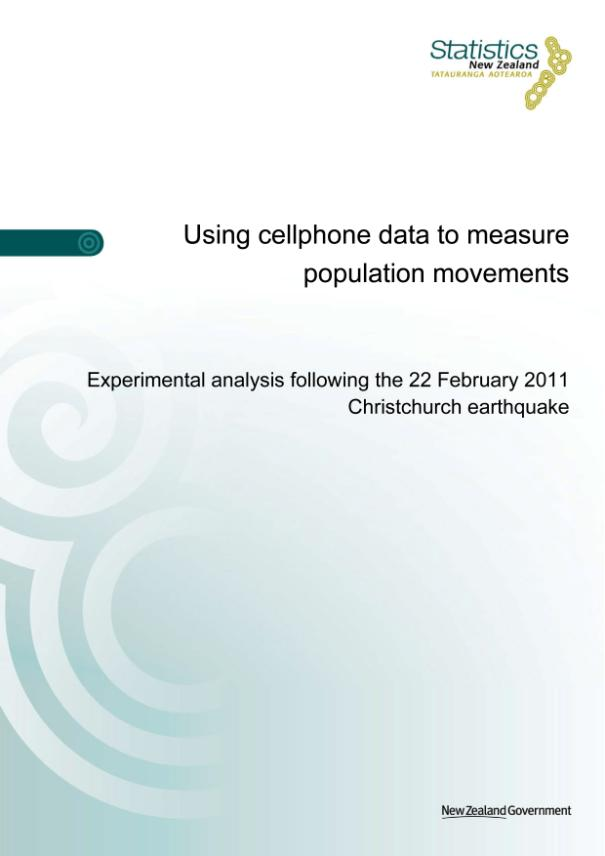 Statistics
New Zealand
TATAURANGA AOTEAROA
Using cellphone data to measure
population movements
Experimental analysis following the 22 February 2011
Christchurch earthquake
New Zealand Government